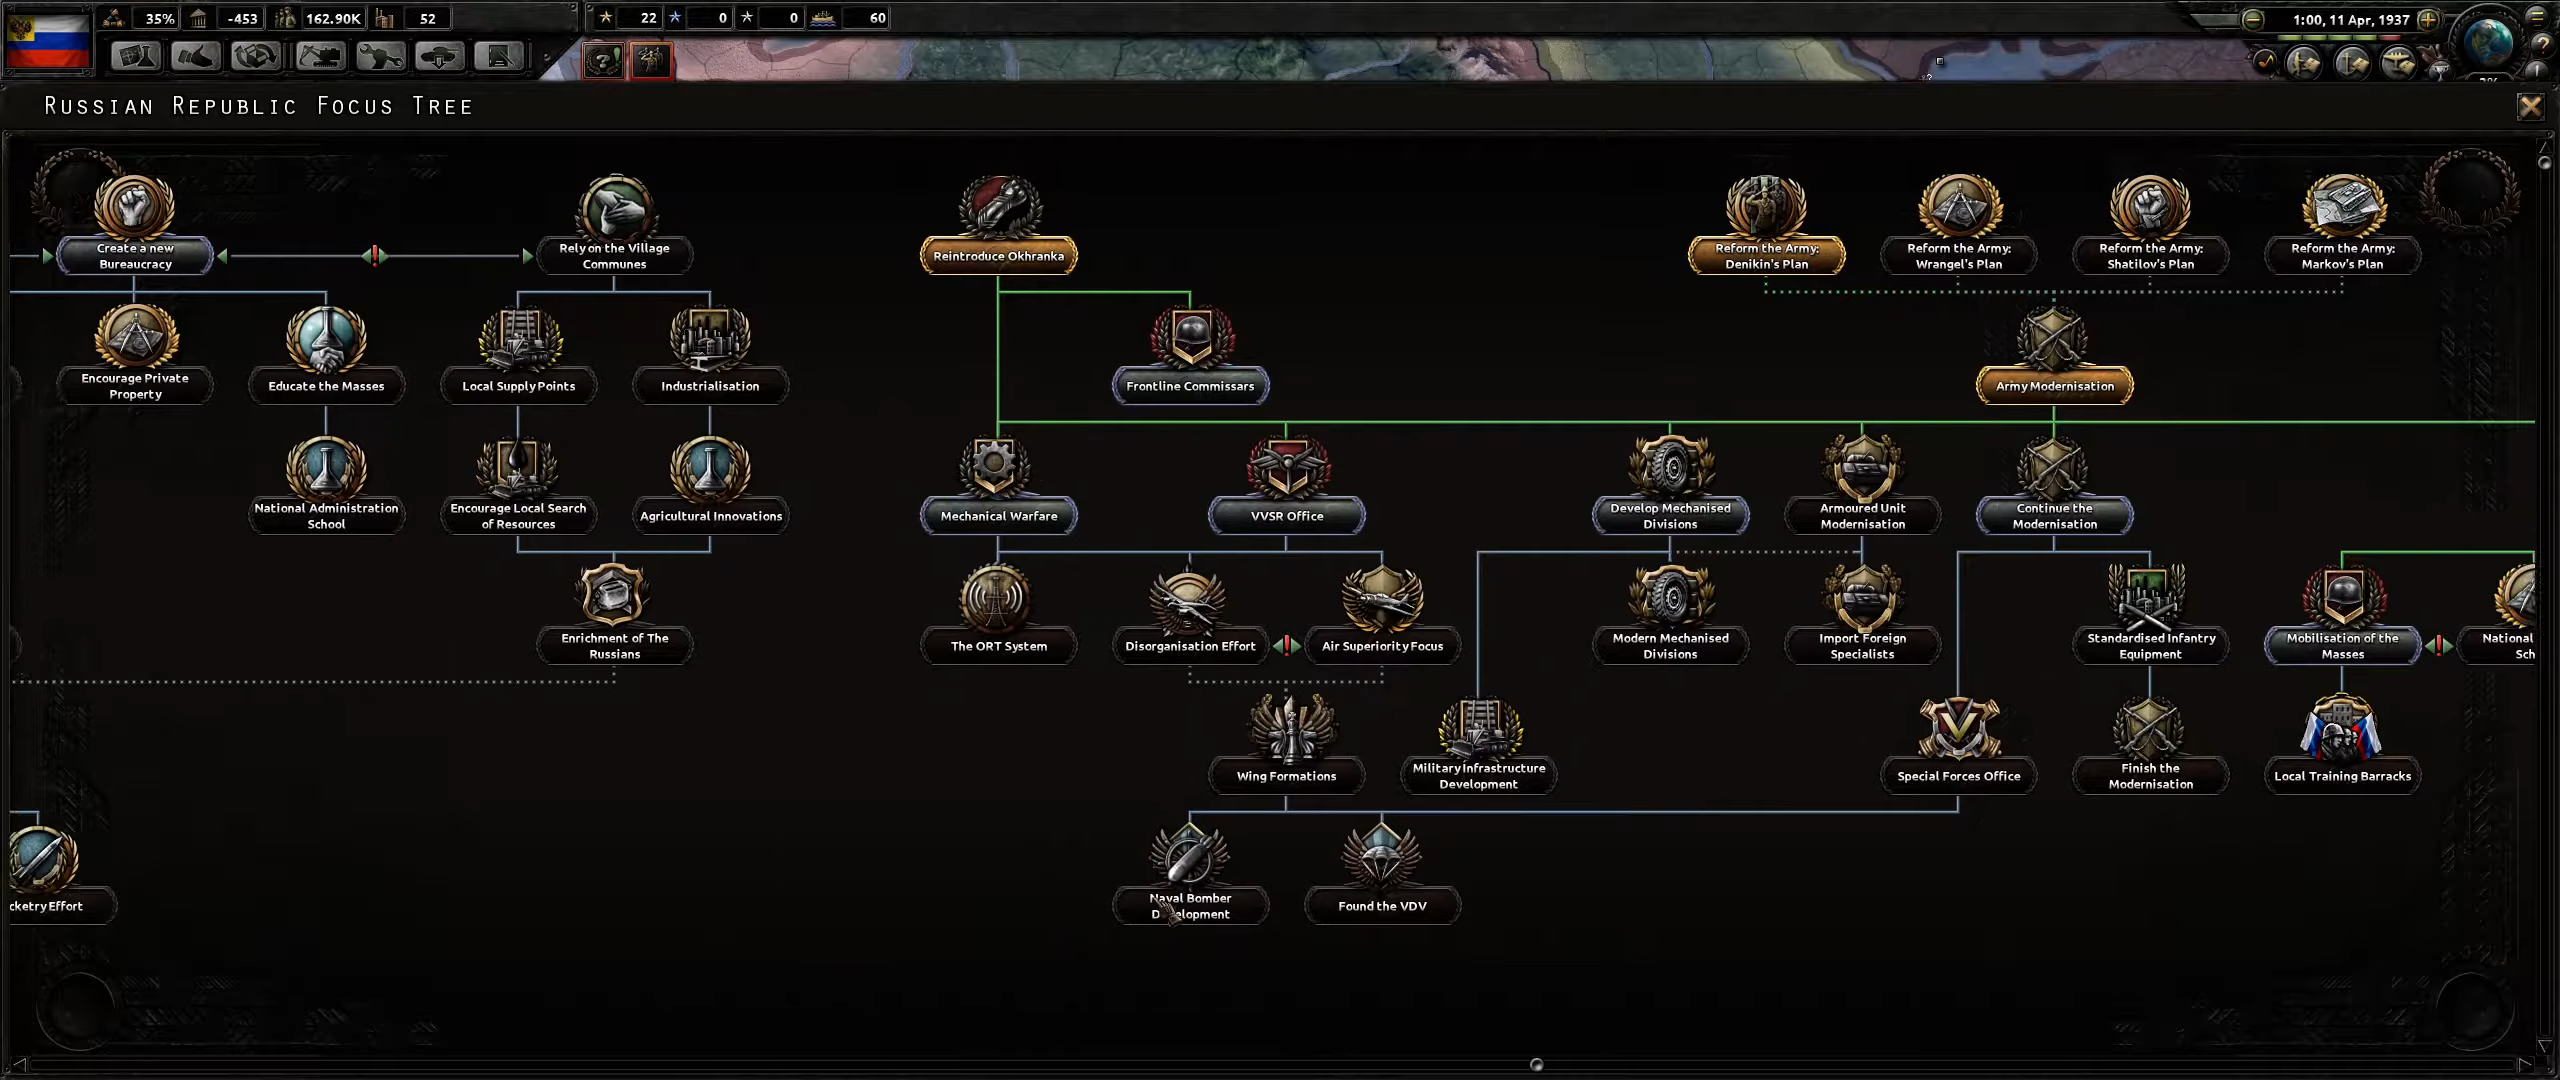 35%
-453
162.90K
52
22
0
0
60
1:00, 11 Apr, 1937
Russian Republic Focus Tree
Create a new
Bureaucracy
Rely on the Village
Communes
Reintroduce Okhranka
Reform the Army:
Denikin's Plan
Reform the Army:
Wrangel's Plan
Reform the Army:
Shatilov's Plan
Reform the Army:
Markov's Plan
Encourage Private
Property
Educate the Masses
Local Supply Points
Industrialisation
Frontline Commissars
Army Modernisation
National Administration
School
Encourage Local Search
of Resources
Agricultural Innovations
Mechanical Warfare
VVSR Office
Develop Mechanised
Divisions
Armoured Unit
Modernisation
Continue the
Modernisation
Enrichment of The
Russians
The ORT System
Disorganisation Effort
Air Superiority Focus
Modern Mechanised
Divisions
Import Foreign
Specialists
Standardised Infantry
Equipment
Mobilisation of the
Masses
National
Sch
Wing Formations
Military Infrastructure
Development
Special Forces Office
Finish the
Modernisation
Local Training Barracks
cketry Effort
Naval Bomber
Development
Found the VDV